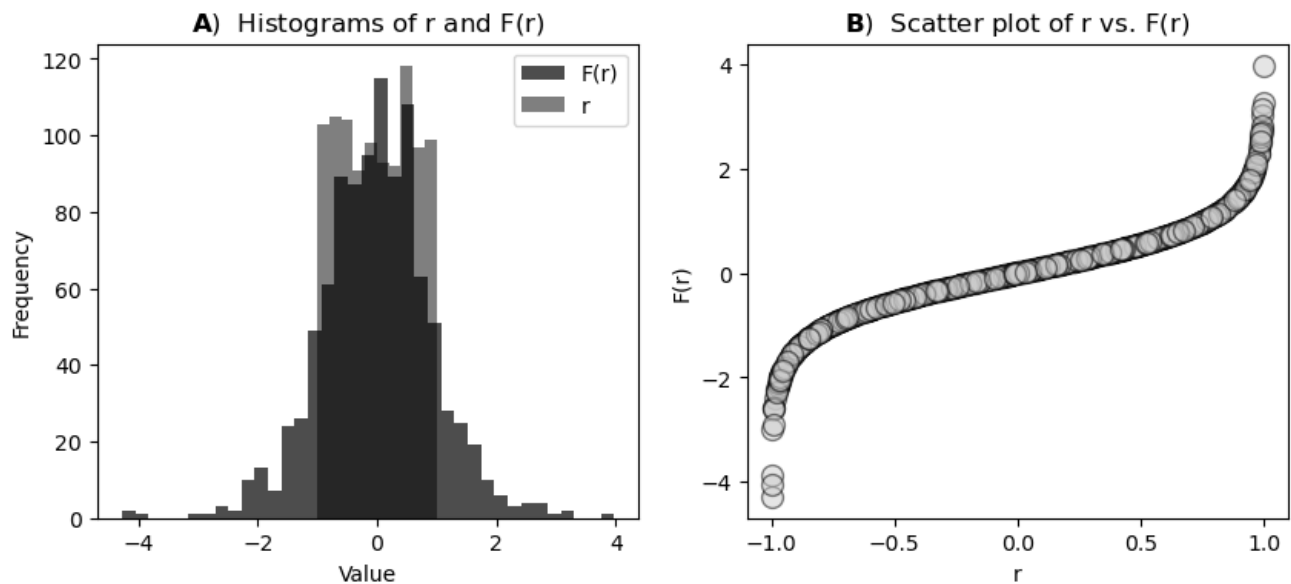 A)  Histograms of r and F(r)
120
100
80
60
40
20
0
Frequency
F(r)
r
−4
−2
0
2
4
Value
B)  Scatter plot of r vs. F(r)
4
2
0
−2
−4
F(r)
−1.0
−0.5
0.0
0.5
1.0
r